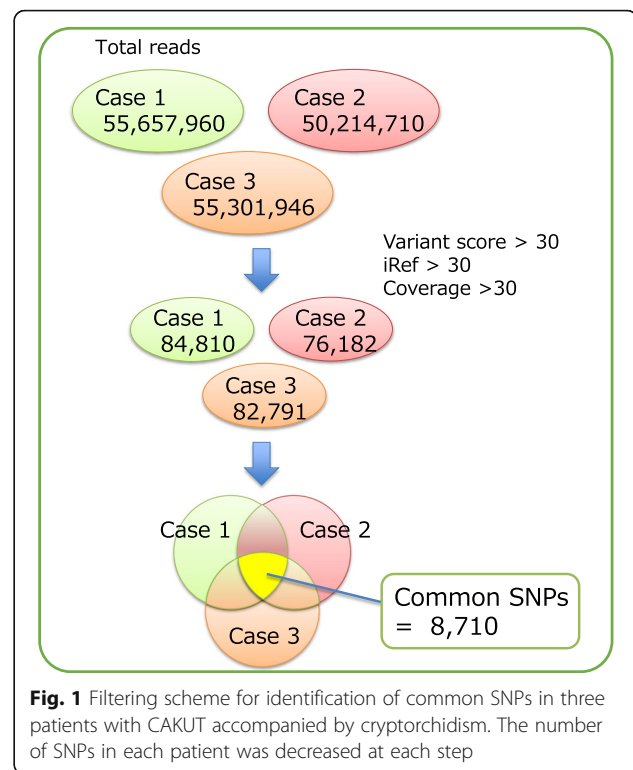 Total reads
Case 1
55,657,960
Case 2
50,214,710
Case 3
55,301,946
Variant score > 30
iRef > 30
Coverage >30
Case 1
84,810
Case 2
76,182
Case 3
82,791
Case 1
Case 2
Case 3
Common SNPs
= 8,710
Fig. 1 Filtering scheme for identification of common SNPs in three
patients with CAKUT accompanied by cryptorchidism. The number
of SNPs in each patient was decreased at each step